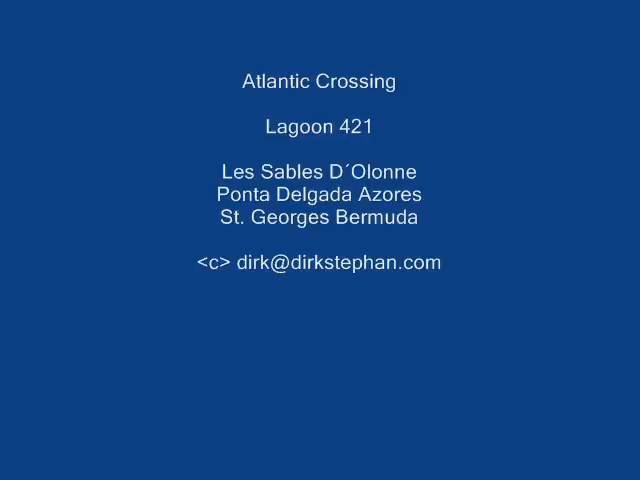 Atlantic Crossing
Lagoon 421
Les Sables D´Olonne
Ponta Delgada Azores
St. Georges Bermuda
<c> dirk@dirkstephan.com